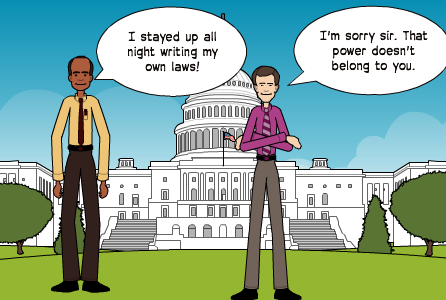 I stayed up all
night writing my
own laws!
I'm sorry sir. That
power doesn't
belong to you.